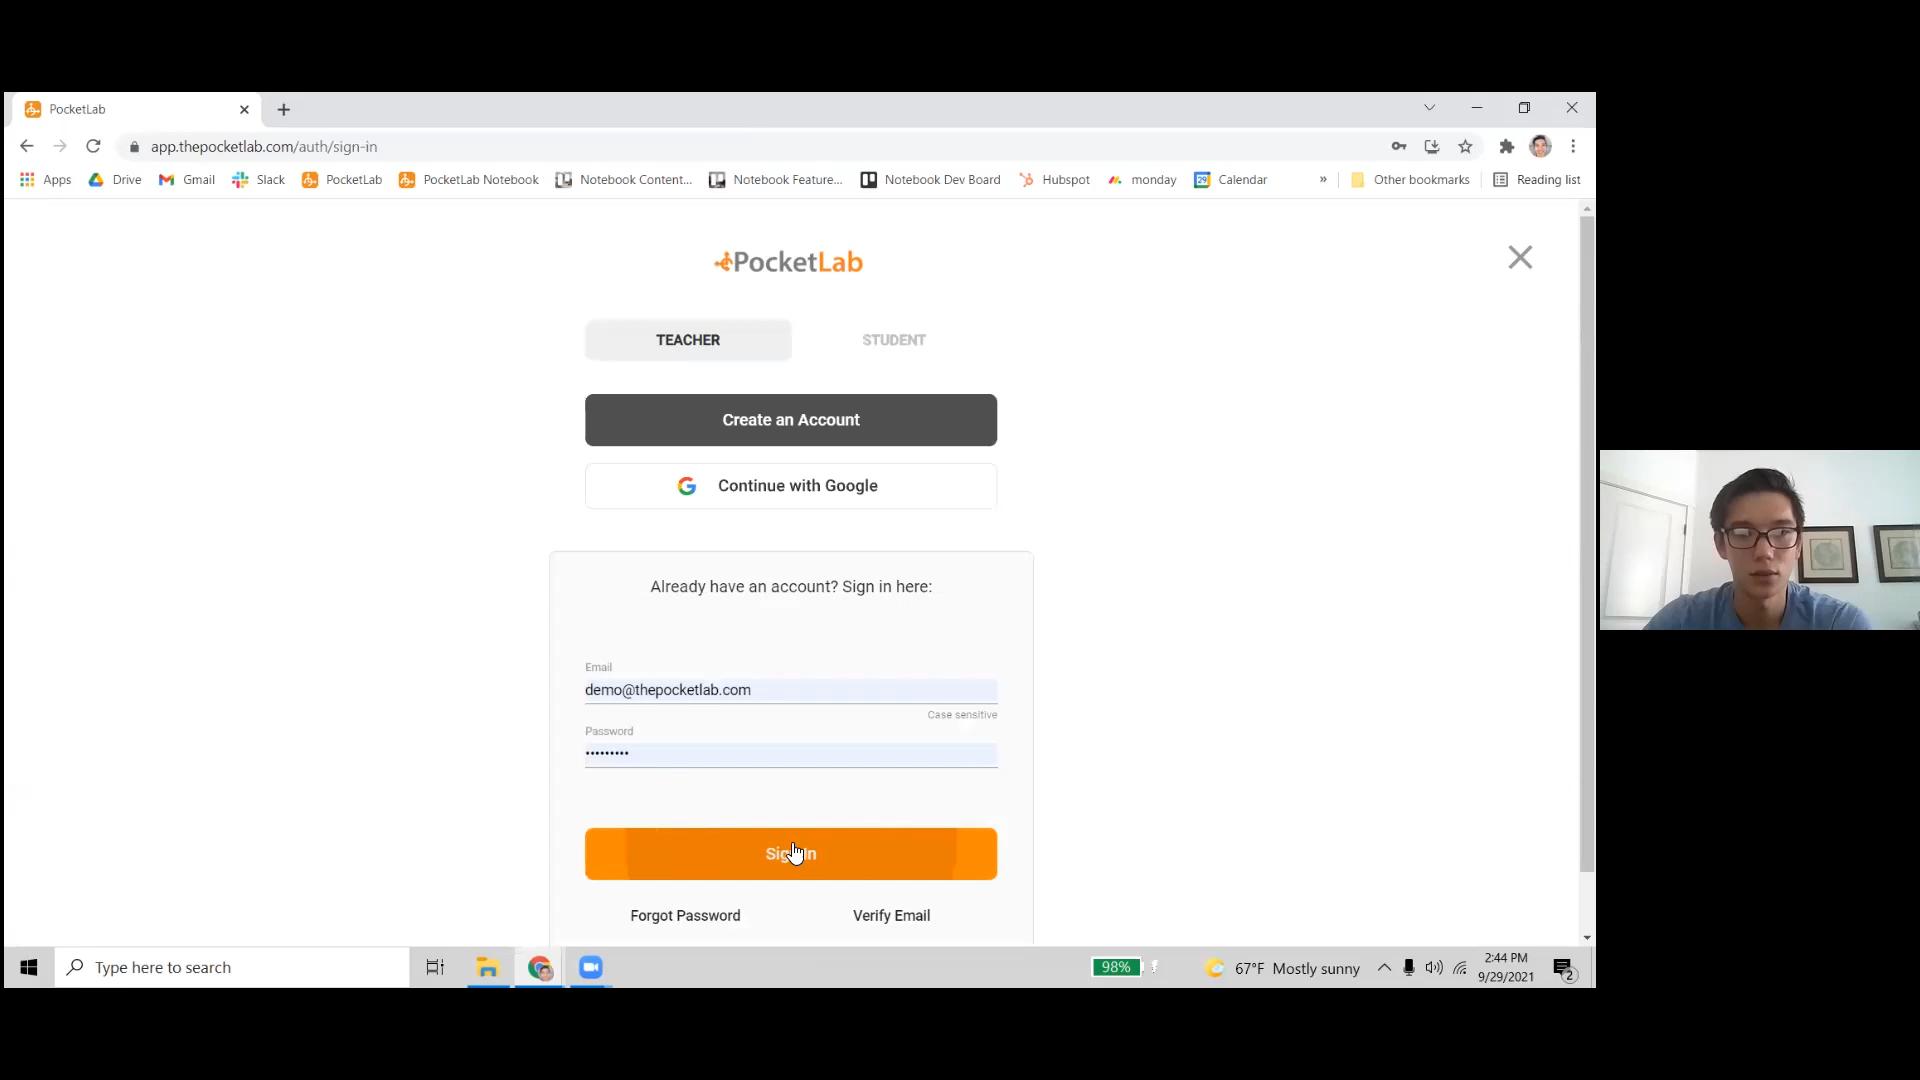 PocketLab
app.thepocketlab.com/auth/sign-in
Apps Drive Gmail Slack PocketLab PocketLab Notebook Notebook Content... Notebook Feature... Notebook Dev Board Hubspot monday 29 Calendar » Other bookmarks Reading list
PocketLab
TEACHER STUDENT
Create an Account
Continue with Google
Already have an account? Sign in here:
Email
demo@thepocketlab.com
Case sensitive
Password
•••••••••
Sign In
Forgot Password Verify Email
Type here to search
98%
67°F Mostly sunny
2:44 PM
9/29/2021
2